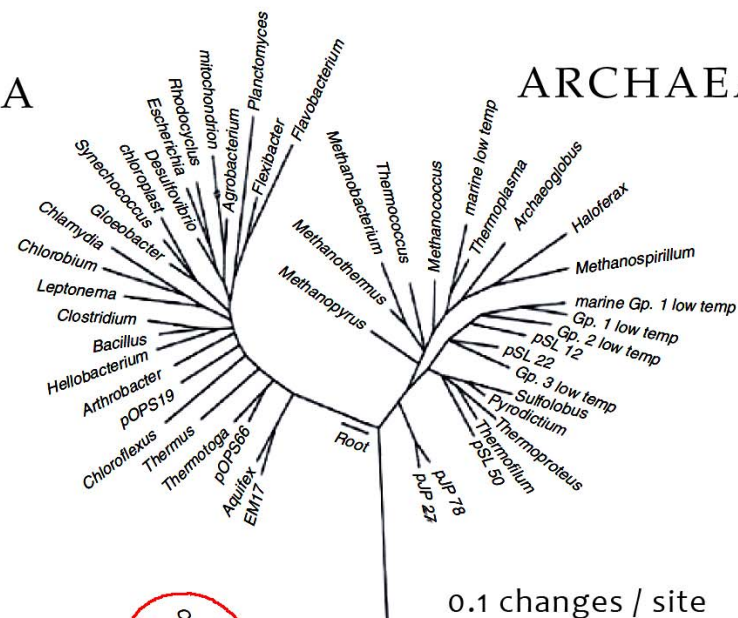 A
ARCHAEA
Planctomyces
Flavobacterium
mitochondrion
Rhodocyclus
Escherichia
Desulfovibrio
Agrobacterium
Flexibacter
chloroplast
Synechococcus
Gloeobacter
Chlamydia
Chlorobium
Leptonema
Clostridium
Bacillus
Heliobacterium
Arthrobacter
pOPS19
Chloroflexus
Thermus
Thermotoga
pOPS66
Aquifex
EM17
Root
Methanopyrus
Methanothermus
Methanobacterium
Thermococcus
Methanococcus
marine low temp
Thermoplasma
Archaeoglobus
Haloferax
Methanospirillum
marine Gp. 1 low temp
Gp. 1 low temp
Gp. 2 low temp
pSL 12
pSL 22
Gp. 3 low temp
Sulfolobus
Pyrodictium
Thermoproteus
Thermofilum
pSL 50
pJP 78
pJP 27
0.1 changes / site